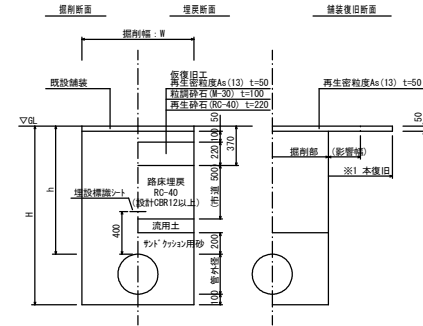 掘削断面
埋戻断面
舗装復旧断面
掘削幅：W
仮復旧工
再生密粒度As(13) t=50
粒調砕石(M-30) t=100
再生砕石(RC-40) t=220
既設舗装
再生密粒度As(13) t=50
▽GL
50
100
220
370
50
掘削部
(影響幅)
※1 本復旧
路床埋戻
RC-40
(設計CBR12以上)
(市道 500)
埋設標識シート
400
流用土
サンドクッション用砂
200
管外径
100
H
h